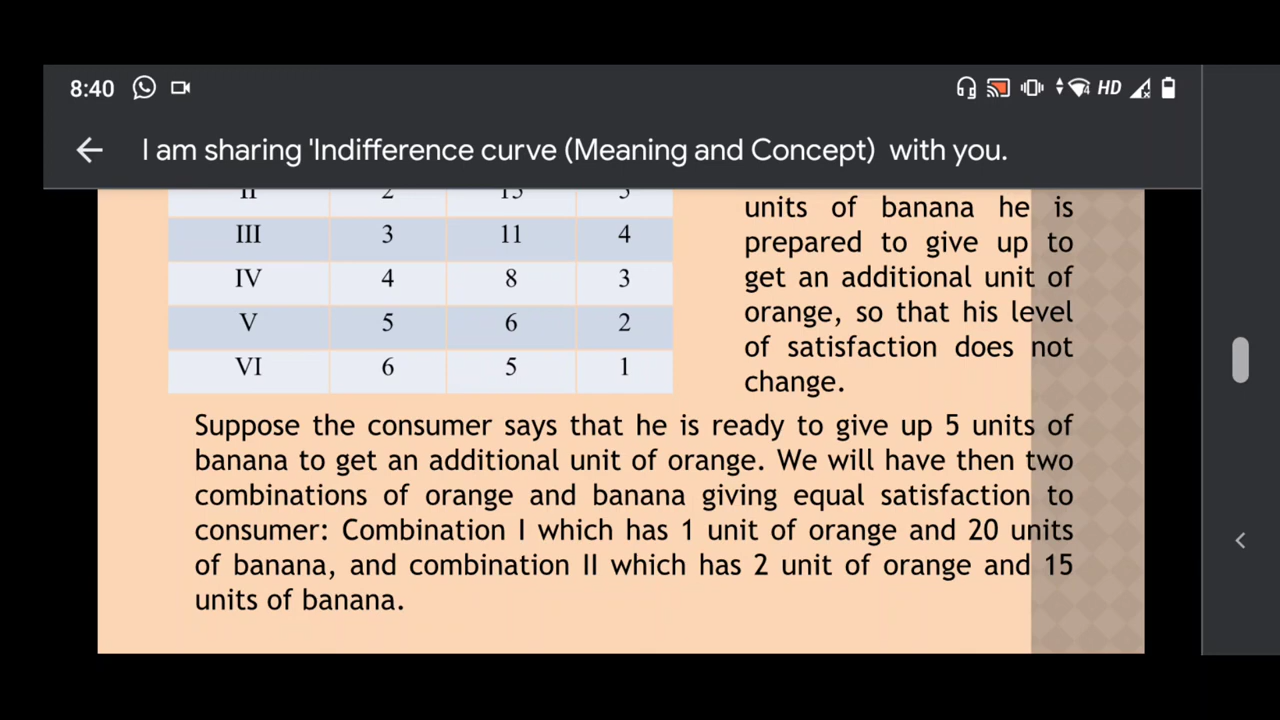 8:40 HD
I am sharing 'Indifference curve (Meaning and Concept) with you.
II 2 15 5
III 3 11 4
IV 4 8 3
V 5 6 2
VI 6 5 1
units of banana he is
prepared to give up to
get an additional unit of
orange, so that his level
of satisfaction does not
change.
Suppose the consumer says that he is ready to give up 5 units of
banana to get an additional unit of orange. We will have then two
combinations of orange and banana giving equal satisfaction to
consumer: Combination I which has 1 unit of orange and 20 units
of banana, and combination II which has 2 unit of orange and 15
units of banana.